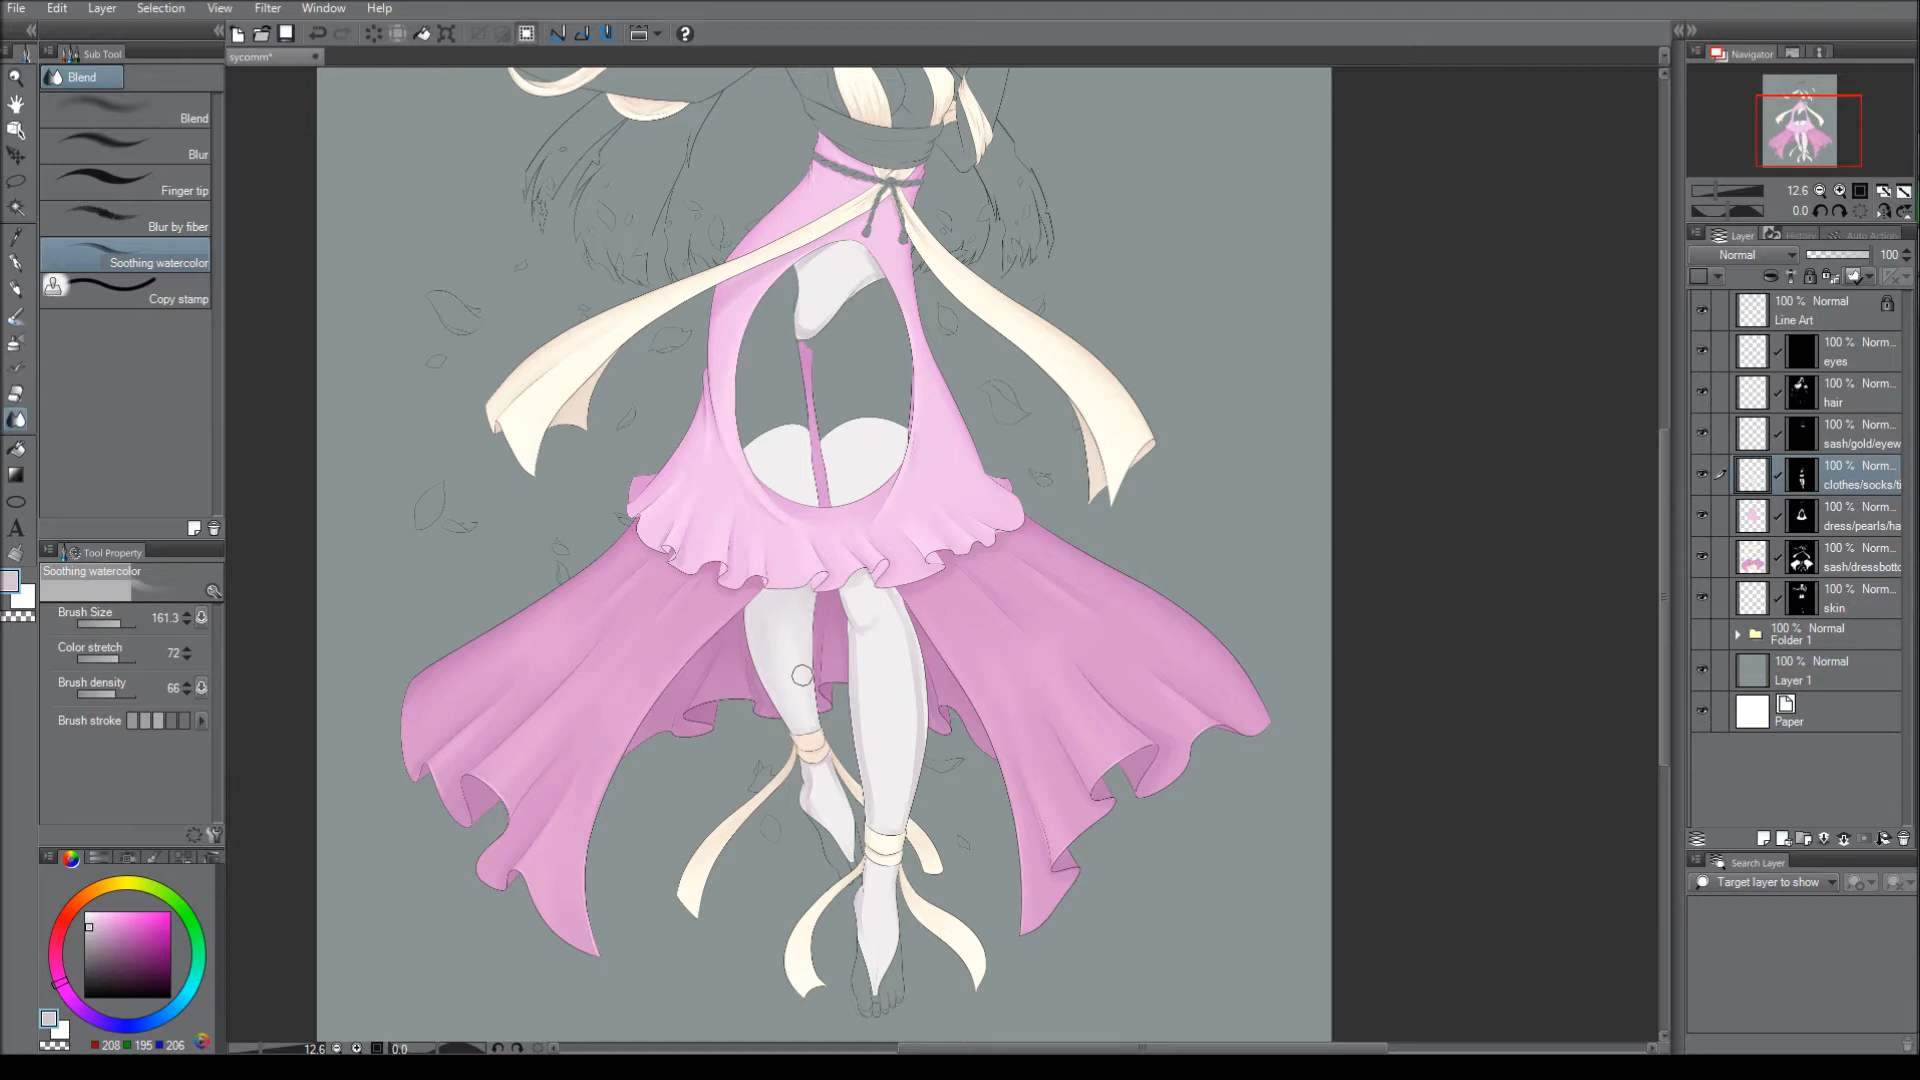 File Edit Layer Selection View Filter Window Help
sycomm*
Sub Tool
Blend
Blend
Blur
Finger tip
Blur by fiber
Soothing watercolor
Copy stamp
Tool Property
Soothing watercolor
Brush Size 161.3
Color stretch 72
Brush density 66
Brush stroke
208 195 206
12.6 0.0
Navigator
12.6
0.0
Layer History Auto Action
Normal 100
100 % Normal
Line Art
100 % Norm...
eyes
100 % Norm...
hair
100 % Norm...
sash/gold/eyew
100 % Norm...
clothes/socks/ti
100 % Norm...
dress/pearls/ha
100 % Norm...
sash/dressbotto
100 % Norm...
skin
100 % Normal
Folder 1
100 % Normal
Layer 1
Paper
Search Layer
Target layer to show